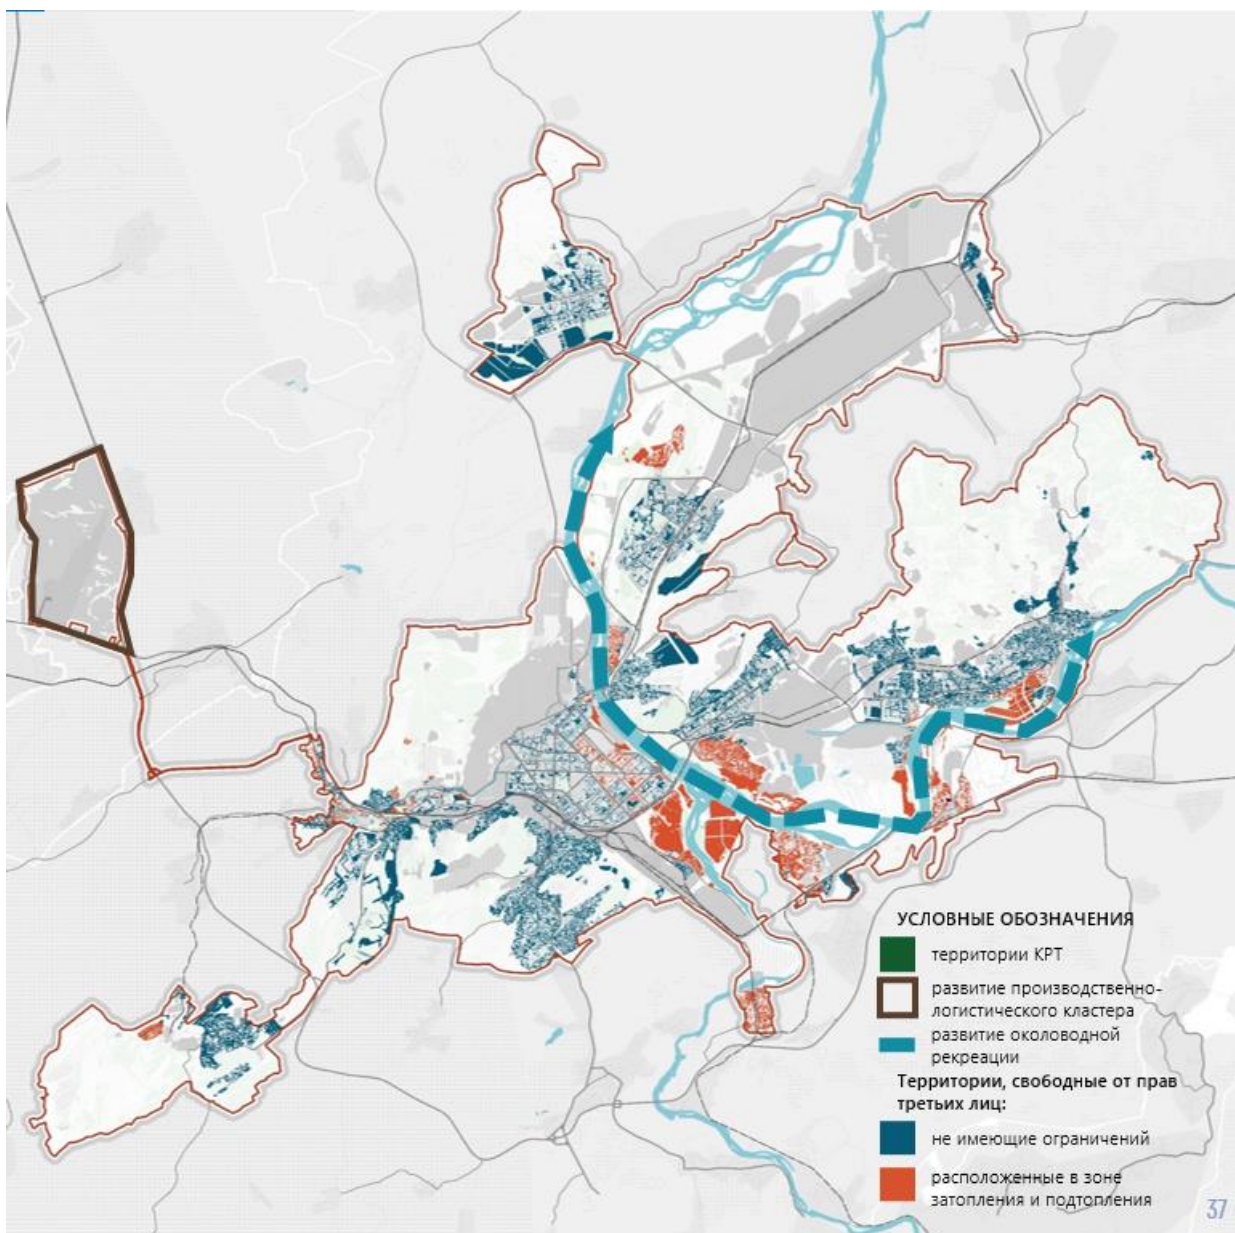 УСЛОВНЫЕ ОБОЗНАЧЕНИЯ
территории КРТ
развитие производственно-
логистического кластера
развитие околоводной
рекреации
Территории, свободные от прав
третьих лиц:
не имеющие ограничений
расположенные в зоне
затопления и подтопления
37